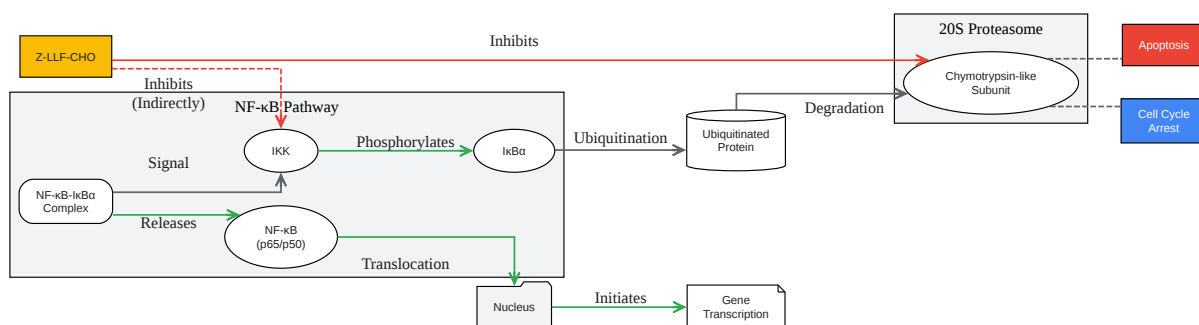 20S Proteasome
Z-LLF-CHO
Inhibits
Apoptosis
Chymotrypsin-like
Subunit
Inhibits
(Indirectly)
NF-κB Pathway
Degradation
Cell Cycle
Arrest
IKK
Phosphorylates
IκBα
Ubiquitination
Ubiquitinated
Protein
Signal
NF-κB-IκBα
Complex
Releases
NF-κB
(p65/p50)
Translocation
Nucleus
Initiates
Gene
Transcription